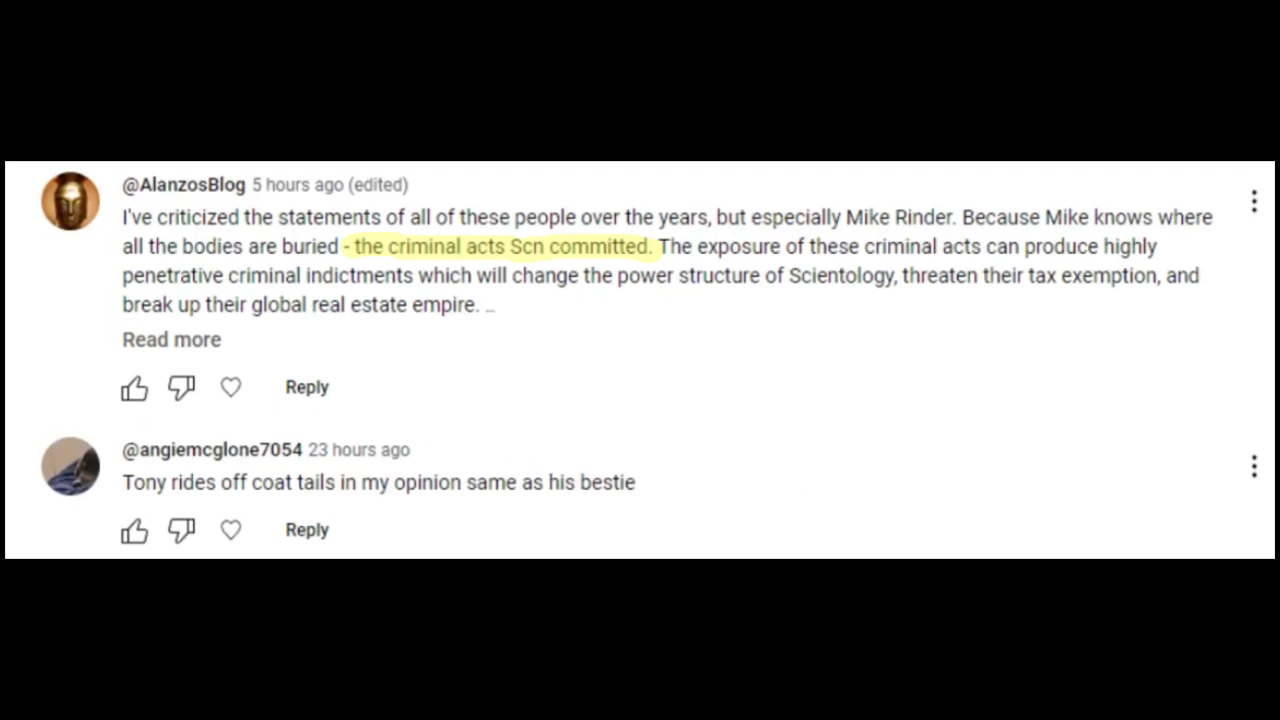 @AlanzosBlog 5 hours ago (edited)
I've criticized the statements of all of these people over the years, but especially Mike Rinder. Because Mike knows where
all the bodies are buried - the criminal acts Scn committed. The exposure of these criminal acts can produce highly
penetrative criminal indictments which will change the power structure of Scientology, threaten their tax exemption, and
break up their global real estate empire. ...
Read more
Reply
@angiemcglone7054 23 hours ago
Tony rides off coat tails in my opinion same as his bestie
Reply